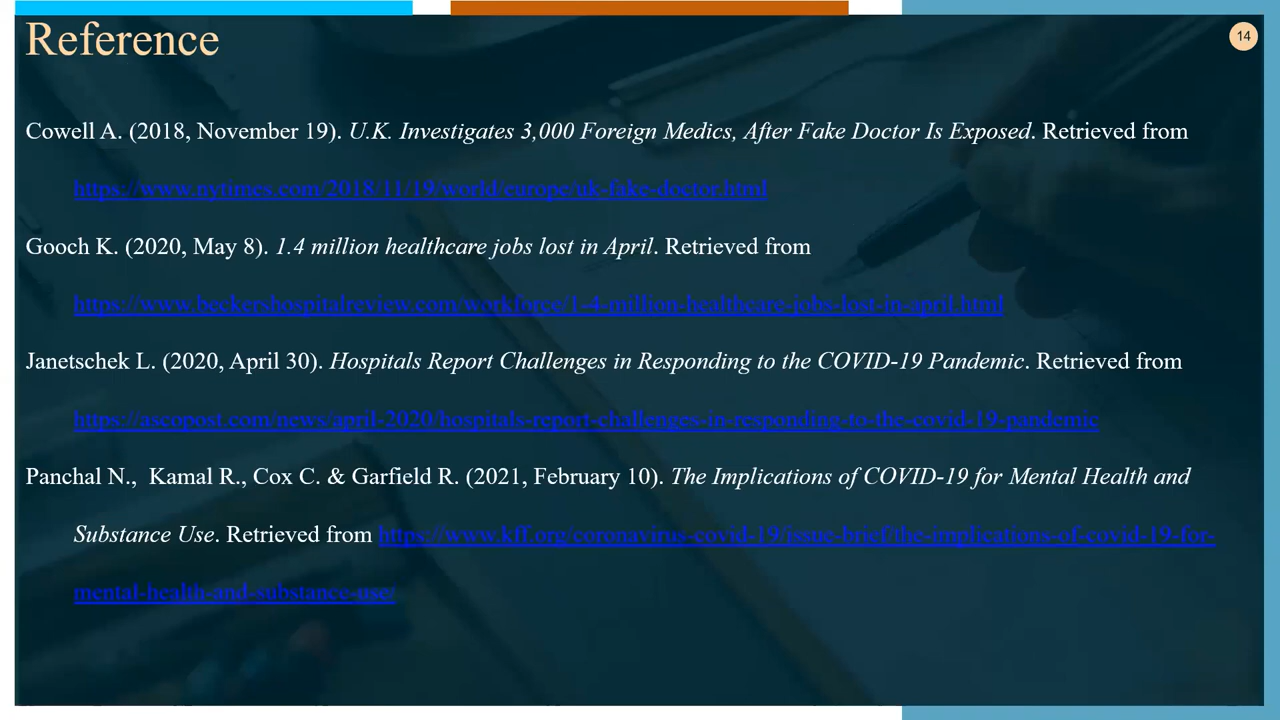 Reference
14
Cowell A. (2018, November 19). U.K. Investigates 3,000 Foreign Medics, After Fake Doctor Is Exposed. Retrieved from
https://www.nytimes.com/2018/11/19/world/europe/uk-fake-doctor.html
Gooch K. (2020, May 8). 1.4 million healthcare jobs lost in April. Retrieved from
https://www.beckershospitalreview.com/workforce/1-4-million-healthcare-jobs-lost-in-april.html
Janetschek L. (2020, April 30). Hospitals Report Challenges in Responding to the COVID-19 Pandemic. Retrieved from
https://ascopost.com/news/april-2020/hospitals-report-challenges-in-responding-to-the-covid-19-pandemic
Panchal N., Kamal R., Cox C. & Garfield R. (2021, February 10). The Implications of COVID-19 for Mental Health and
Substance Use. Retrieved from https://www.kff.org/coronavirus-covid-19/issue-brief/the-implications-of-covid-19-for-
mental-health-and-substance-use/